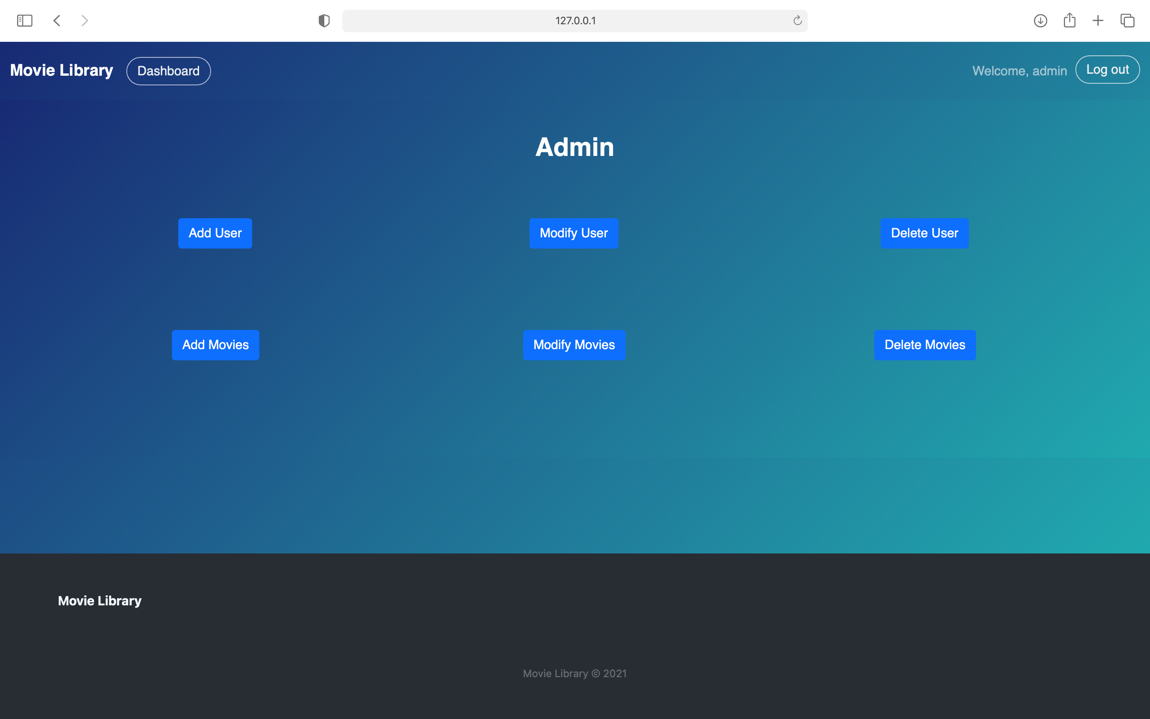 127.0.0.1
Movie Library Dashboard Welcome, admin Log out
Admin
Add User Modify User Delete User
Add Movies Modify Movies Delete Movies
Movie Library
Movie Library © 2021